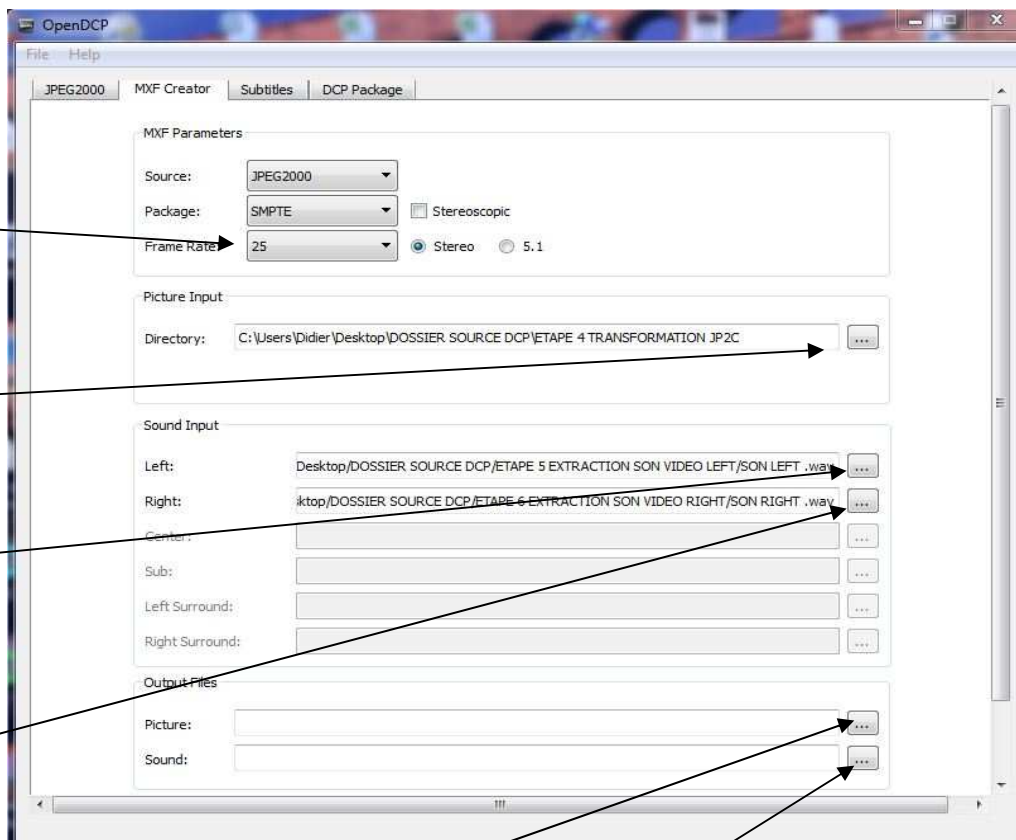 OpenDCP
File Help
JPEG2000 MXF Creator Subtitles DCP Package
MXF Parameters
Source: JPEG2000
Package: SMPTE Stereoscopic
Frame Rate: 25 Stereo 5.1
Picture Input
Directory: C:\Users\Didier\Desktop\DOSSIER SOURCE DCP\ETAPE 4 TRANSFORMATION JP2C ...
Sound Input
Left: Desktop/DOSSIER SOURCE DCP/ETAPE 5 EXTRACTION SON VIDEO LEFT/SON LEFT .wav ...
Right: ktop/DOSSIER SOURCE DCP/ETAPE 6 EXTRACTION SON VIDEO RIGHT/SON RIGHT .wav ...
Center: ...
Sub: ...
Left Surround: ...
Right Surround: ...
Output Files
Picture: ...
Sound: ...